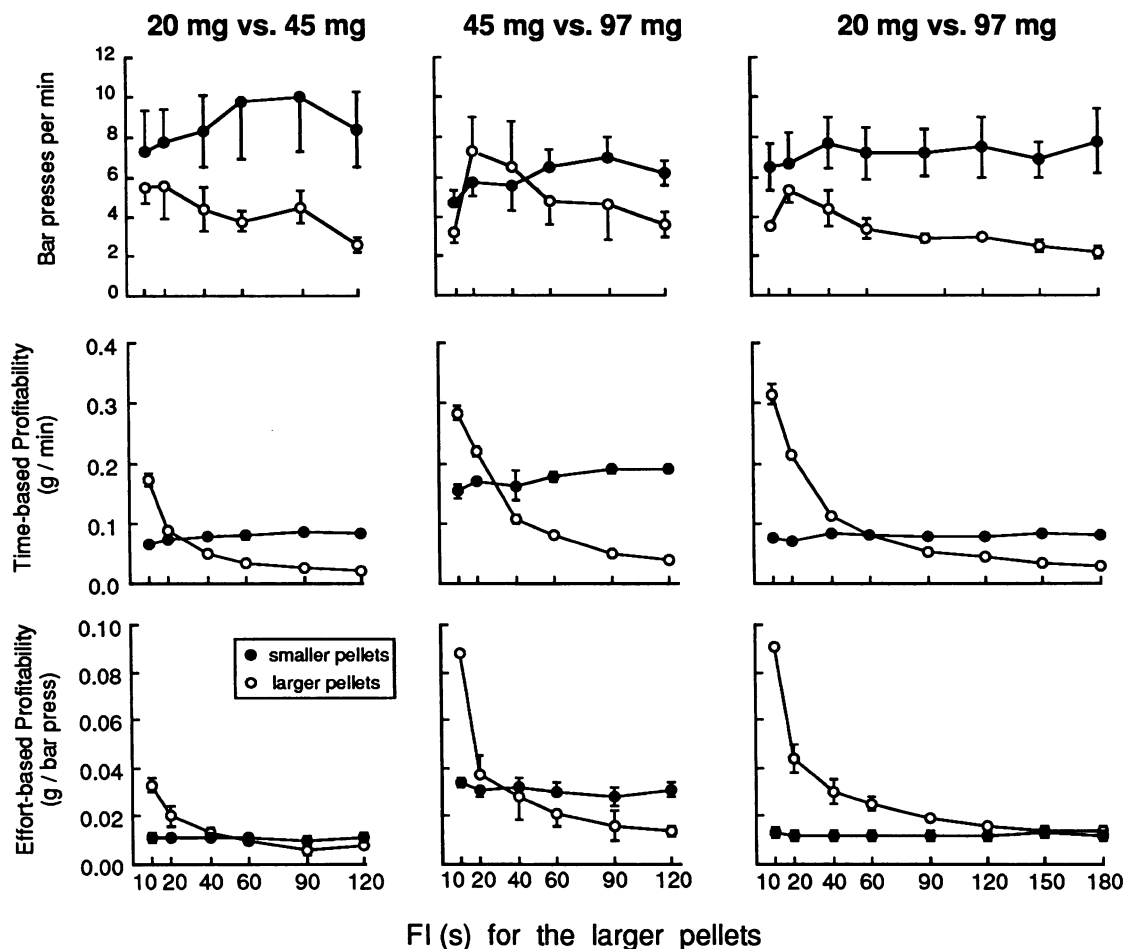 20 mg vs. 45 mg
45 mg vs. 97 mg
20 mg vs. 97 mg
Bar presses per min
12
10
8
6
4
2
0
Time-based Profitability
(g / min)
0.4
0.3
0.2
0.1
0.0
Effort-based Profitability
(g / bar press)
0.10
0.08
0.06
0.04
0.02
0.00
smaller pellets
larger pellets
10 20 40 60 90 120
10 20 40 60 90 120
10 20 40 60 90 120 150 180
FI (s) for the larger pellets